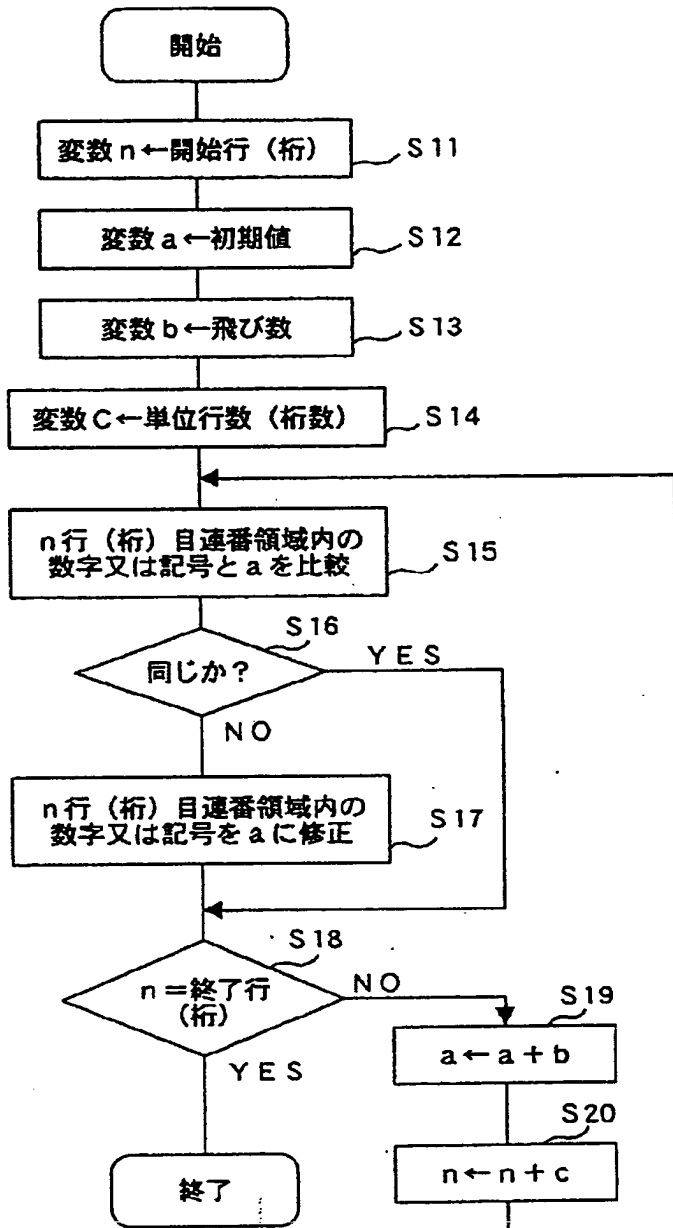 開始
変数n←開始行(桁)
S11
変数a←初期値
S12
変数b←飛び数
S13
変数C←単位行数(桁数)
S14
n行(桁)目連番領域内の
数字又は記号とaを比較
S15
S16
同じか?
YES
NO
n行(桁)目連番領域内の
数字又は記号をaに修正
S17
S18
n=終了行
(桁)
NO
YES
S19
a←a+b
S20
n←n+c
終了